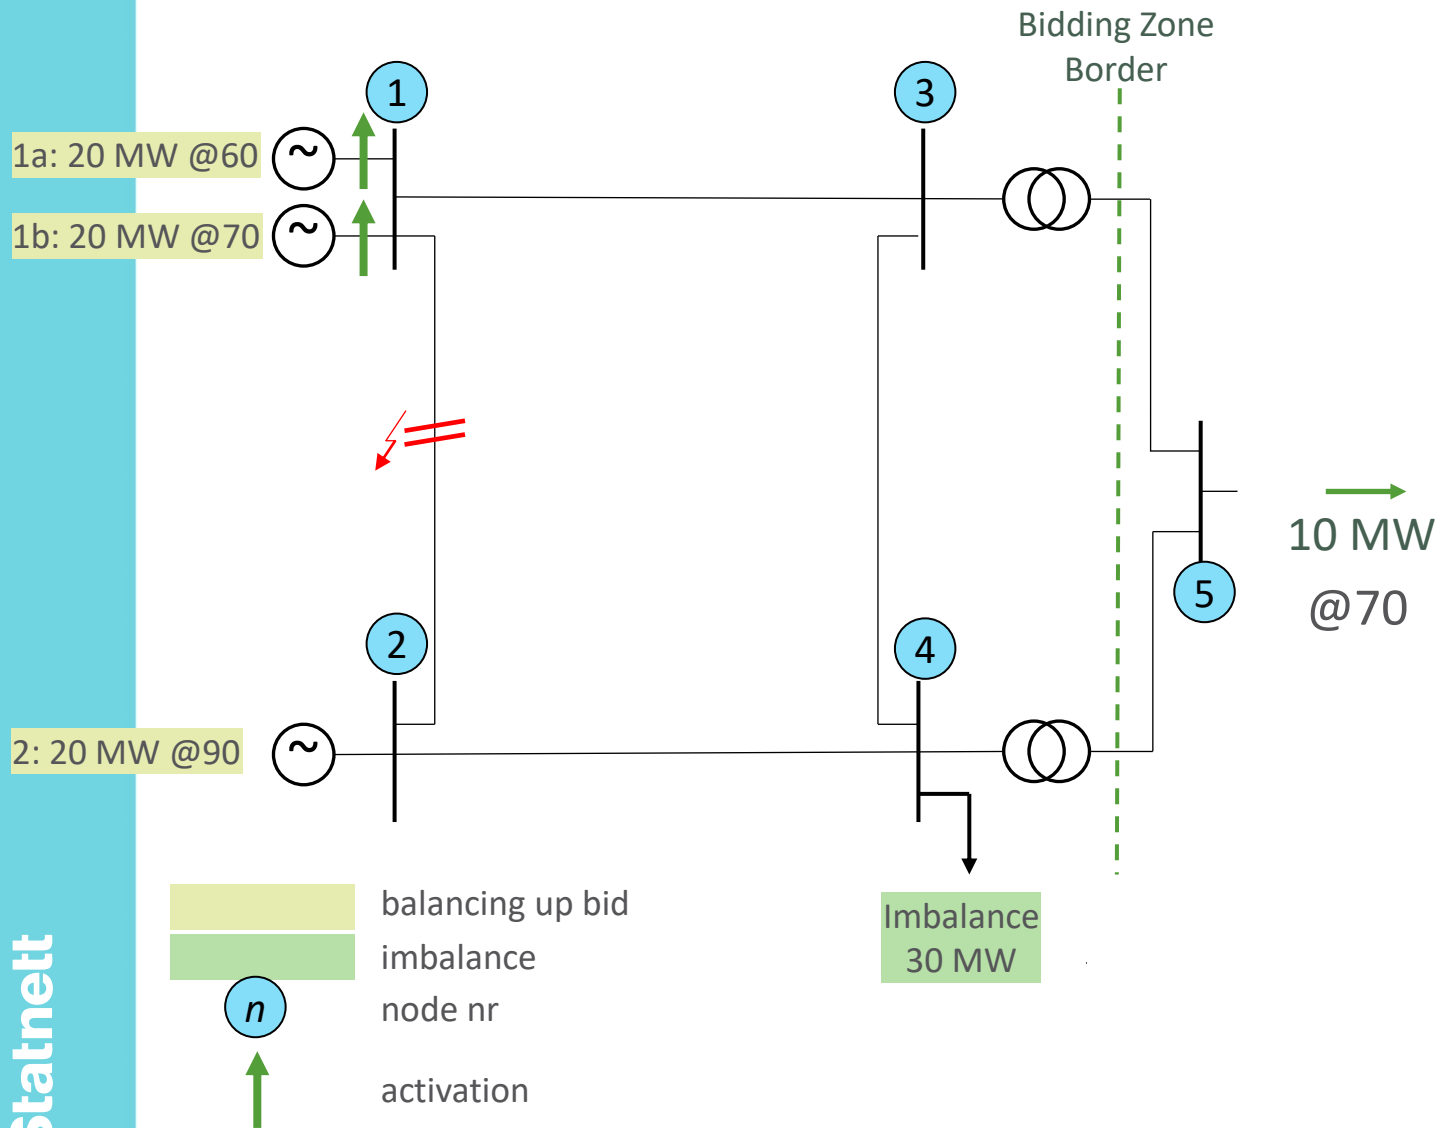 Bidding Zone
Border
1
3
1a: 20 MW @60
~
1b: 20 MW @70
~
10 MW
@70
5
2
4
2: 20 MW @90
~
balancing up bid
imbalance
n
node nr
activation
Imbalance
30 MW
Statnett